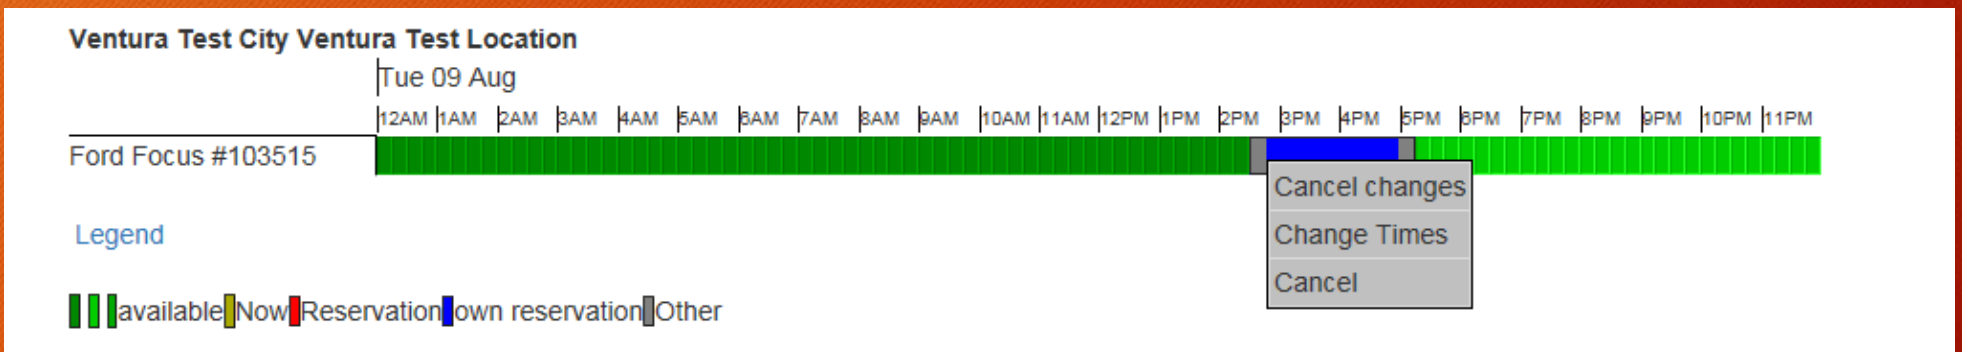 Ventura Test City Ventura Test Location
Tue 09 Aug
12AM 1AM 2AM 3AM 4AM 5AM 6AM 7AM 8AM 9AM 10AM 11AM 12PM 1PM 2PM 3PM 4PM 5PM 6PM 7PM 8PM 9PM 10PM 11PM
Ford Focus #103515
Cancel changes
Change Times
Cancel
Legend
available Now Reservation own reservation Other